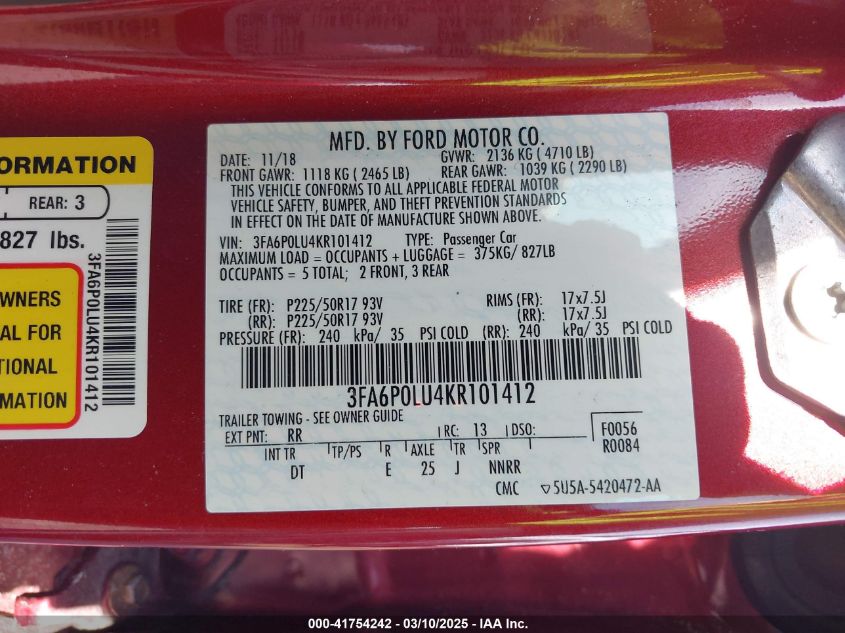 ORMATION
REAR: 3
827 lbs.
WNERS
AL FOR
TIONAL
MATION
3FA6P0LU4KR101412
MFD. BY FORD MOTOR CO.
DATE: 11/18 GVWR: 2136 KG ( 4710 LB)
FRONT GAWR: 1118 KG ( 2465 LB) REAR GAWR: 1039 KG ( 2290 LB)
THIS VEHICLE CONFORMS TO ALL APPLICABLE FEDERAL MOTOR
VEHICLE SAFETY, BUMPER, AND THEFT PREVENTION STANDARDS
IN EFFECT ON THE DATE OF MANUFACTURE SHOWN ABOVE.
VIN: 3FA6P0LU4KR101412 TYPE: Passenger Car
MAXIMUM LOAD = OCCUPANTS + LUGGAGE = 375KG/ 827LB
OCCUPANTS = 5 TOTAL; 2 FRONT, 3 REAR
TIRE (FR): P225/50R17 93V RIMS (FR): 17x7.5J
(RR): P225/50R17 93V (RR): 17x7.5J
PRESSURE (FR): 240 kPa/ 35 PSI COLD (RR): 240 kPa/ 35 PSI COLD
3FA6P0LU4KR101412
TRAILER TOWING - SEE OWNER GUIDE
EXT PNT: RR RC: 13 DSO: F0056
INT TR TP/PS R AXLE TR SPR R0084
DT E 25 J NNRR
CMC ▽5U5A-5420472-AA
000-41754242 — 03/10/2025 — IAA Inc.